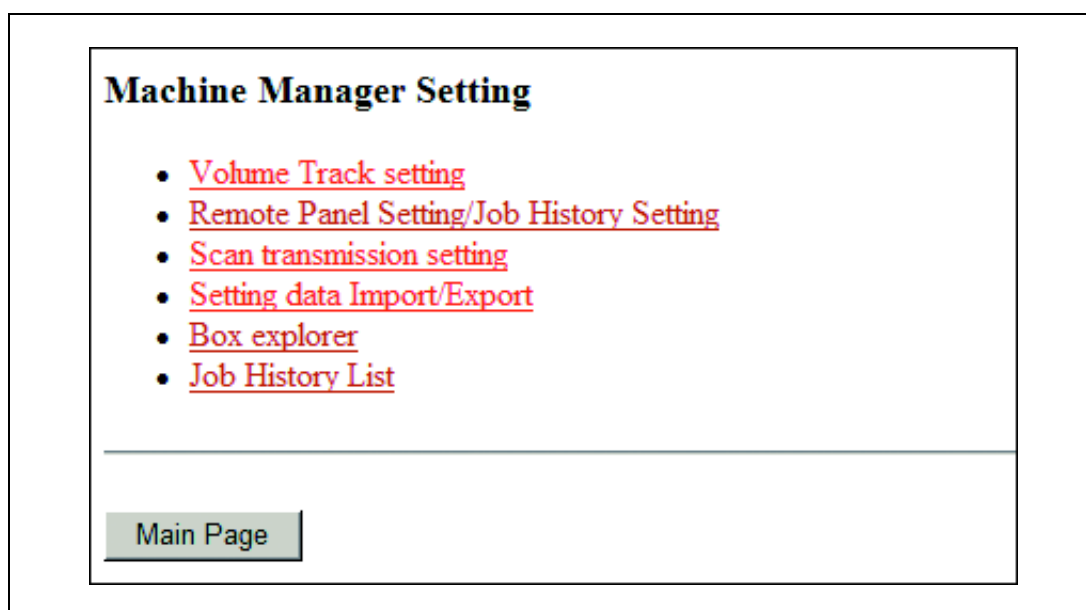 Machine Manager Setting
Volume Track setting
Remote Panel Setting/Job History Setting
Scan transmission setting
Setting data Import/Export
Box explorer
Job History List
Main Page